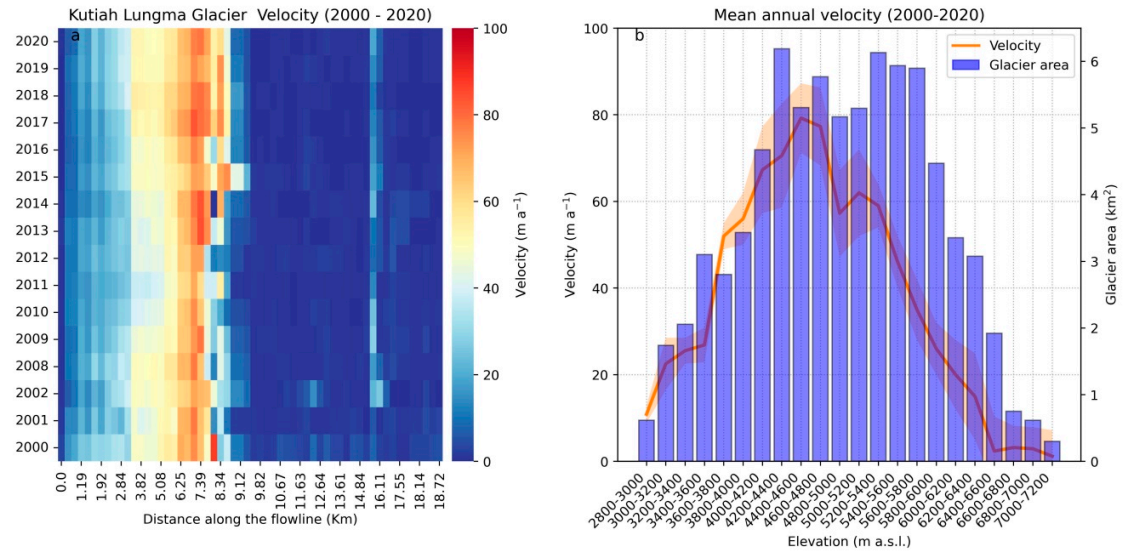 Kutiah Lungma Glacier Velocity (2000 - 2020)
a
2020
2019
2018
2017
2016
2015
2014
2013
2012
2011
2010
2009
2008
2002
2001
2000
0.0 1.19 1.92 2.84 3.82 5.08 6.25 7.39 8.34 9.12 9.82 10.67 11.63 12.64 13.61 14.84 16.11 17.55 18.14 18.72
Distance along the flowline (Km)
100
80
60
40
20
0
Velocity (m a⁻¹)
Mean annual velocity (2000-2020)
b
Velocity
Glacier area
100
80
60
40
20
0
Velocity (m a⁻¹)
6
5
4
3
2
1
0
Glacier area (km²)
2800-3000 3000-3200 3200-3400 3400-3600 3600-3800 3800-4000 4000-4200 4200-4400 4400-4600 4600-4800 4800-5000 5000-5200 5200-5400 5400-5600 5600-5800 5800-6000 6000-6200 6200-6400 6400-6600 6600-6800 6800-7000 7000-7200
Elevation (m a.s.l.)